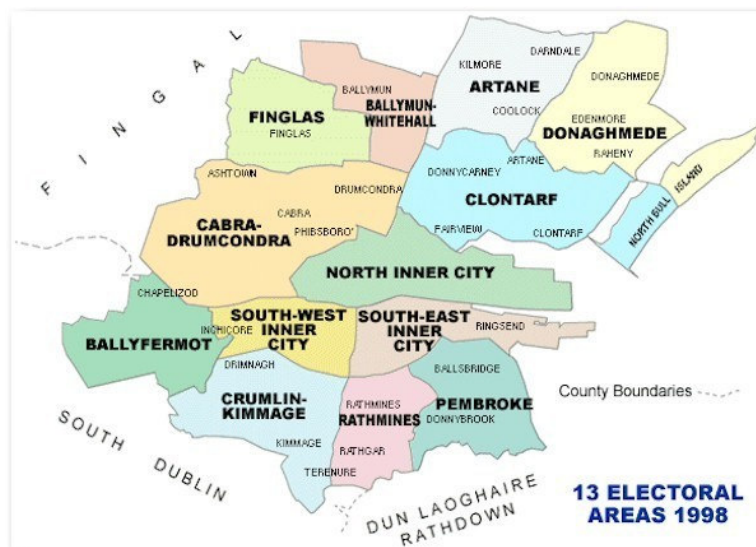 FINGAL
DARNDALE
KILMORE
ARTANE
COOLOCK
DONAGHMEDE
EDENMORE
DONAGHMEDE
RAHENY
BALLYMUN
BALLYMUN-
WHITEHALL
FINGLAS
FINGLAS
ASHTOWN
DRUMCONDRA
CABRA
CABRA-
DRUMCONDRA
PHIBSBORO'
ARTANE
DONNYCARNEY
CLONTARF
FAIRVIEW
CLONTARF
NORTH BULL
ISLAND
NORTH INNER CITY
CHAPELIZOD
BALLYFERMOT
INCHICORE
SOUTH-WEST
INNER
CITY
SOUTH-EAST
INNER
CITY
RINGSEND
DRIMNAGH
CRUMLIN-
KIMMAGE
KIMMAGE
TERENURE
RATHMINES
RATHMINES
RATHGAR
BALLSBRIDGE
PEMBROKE
DONNYBROOK
County Boundaries
SOUTH DUBLIN
DUN LAOGHAIRE
RATHDOWN
13 ELECTORAL
AREAS 1998